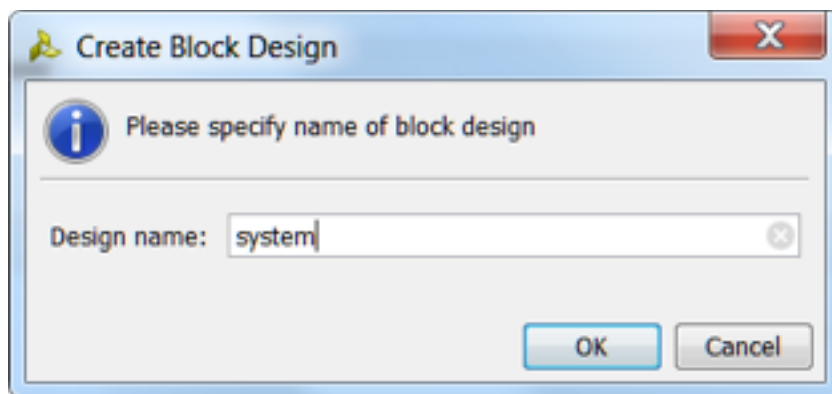 Create Block Design
Please specify name of block design
Design name: system
OK Cancel